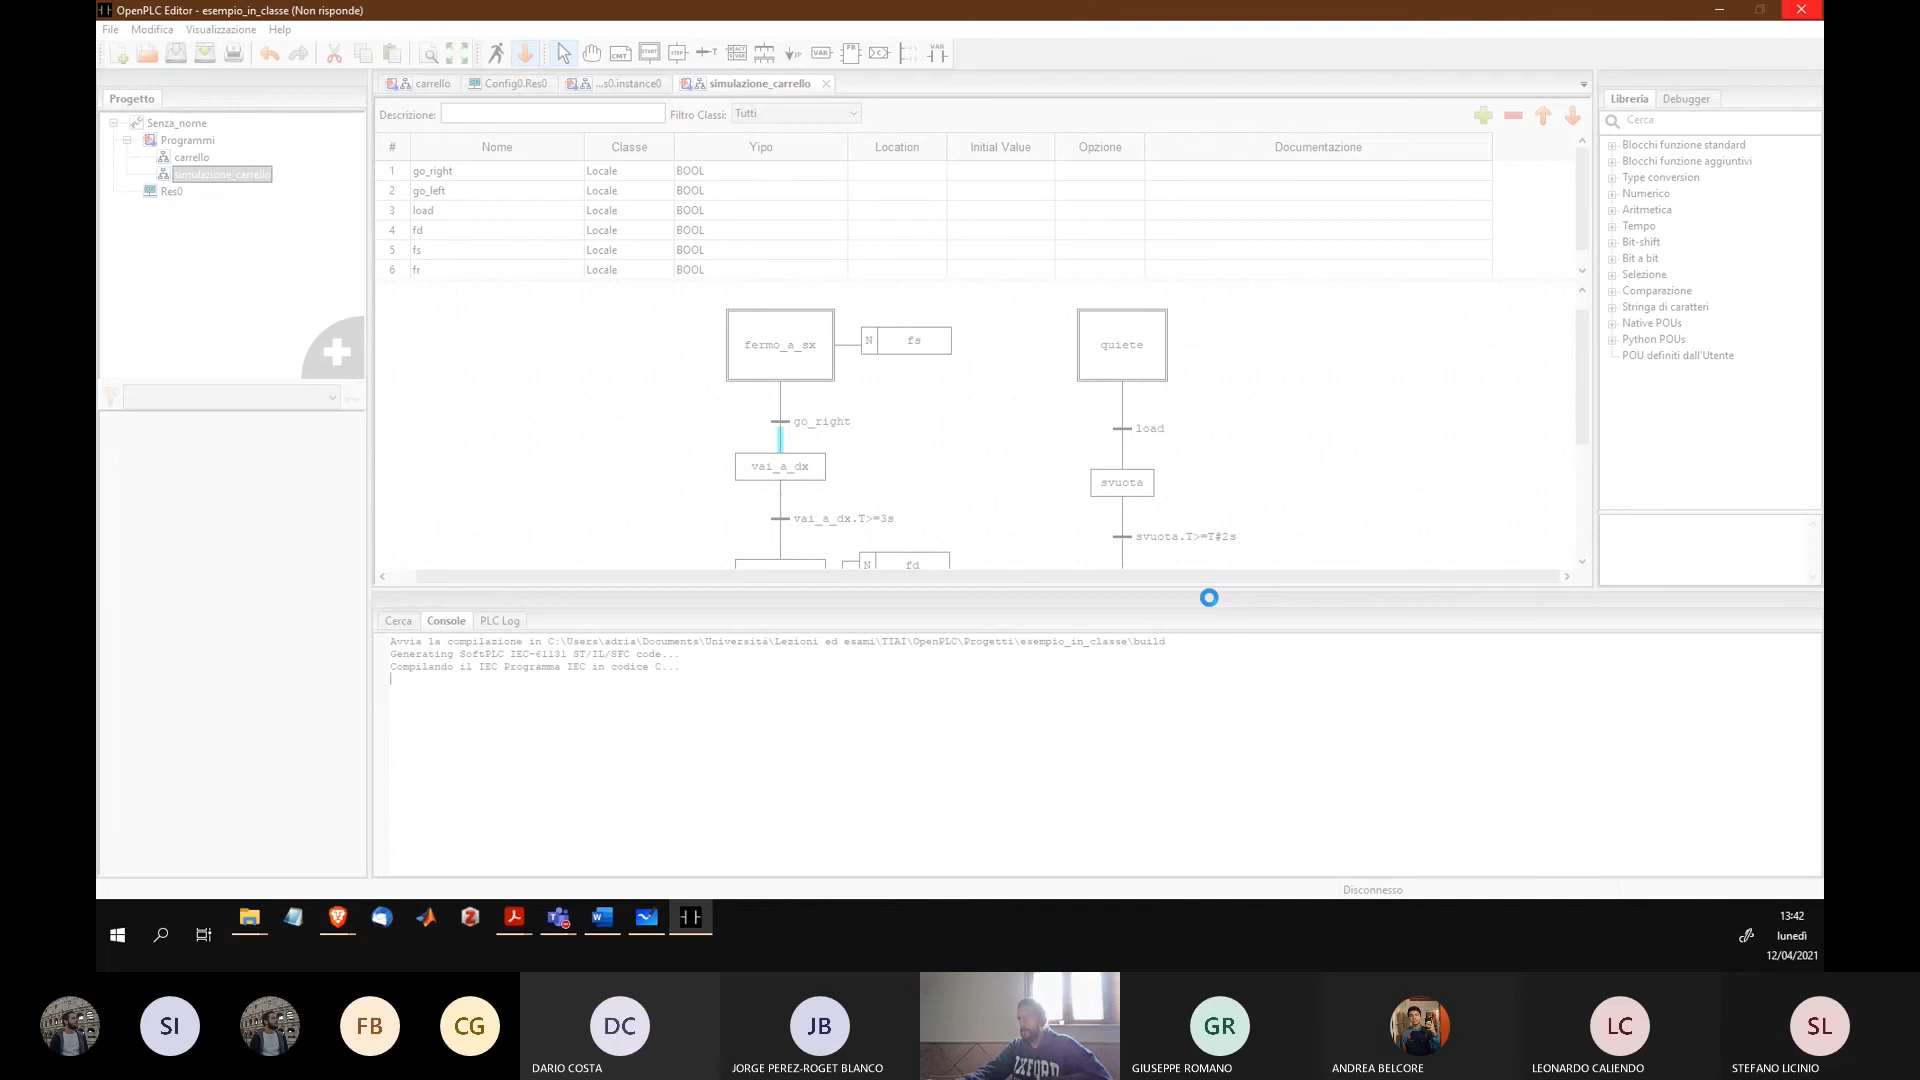 OpenPLC Editor - esempio_in_classe (Non risponde)
File Modifica Visualizzazione Help
Progetto
Senza_nome
Programmi
carrello
simulazione_carrello
Res0
carrello Config0.Res0 ...s0.instance0 simulazione_carrello
Descrizione: Filtro Classi: Tutti
# Nome Classe Yipo Location Initial Value Opzione Documentazione
1 go_right Locale BOOL
2 go_left Locale BOOL
3 load Locale BOOL
4 fd Locale BOOL
5 fs Locale BOOL
6 fr Locale BOOL
fermo_a_sx N fs
go_right
vai_a_dx
vai_a_dx.T>=3s
N fd
quiete
load
svuota
svuota.T>=T#2s
Libreria Debugger
Cerca
Blocchi funzione standard
Blocchi funzione aggiuntivi
Type conversion
Numerico
Aritmetica
Tempo
Bit-shift
Bit a bit
Selezione
Comparazione
Stringa di caratteri
Native POUs
Python POUs
POU definiti dall'Utente
Cerca Console PLC Log
Avvia la compilazione in C:\Users\adria\Documents\Università\Lezioni ed esami\TIAI\OpenPLC\Progetti\esempio_in_classe\build
Generating SoftPLC IEC-61131 ST/IL/SFC code...
Compilando il IEC Programma IEC in codice C...
Disconnesso
13:42
lunedì
12/04/2021
SI
FB
CG
DC
DARIO COSTA
JB
JORGE PEREZ-ROGET BLANCO
OXFORD
GR
GIUSEPPE ROMANO
ANDREA BELCORE
LC
LEONARDO CALIENDO
SL
STEFANO LICINIO